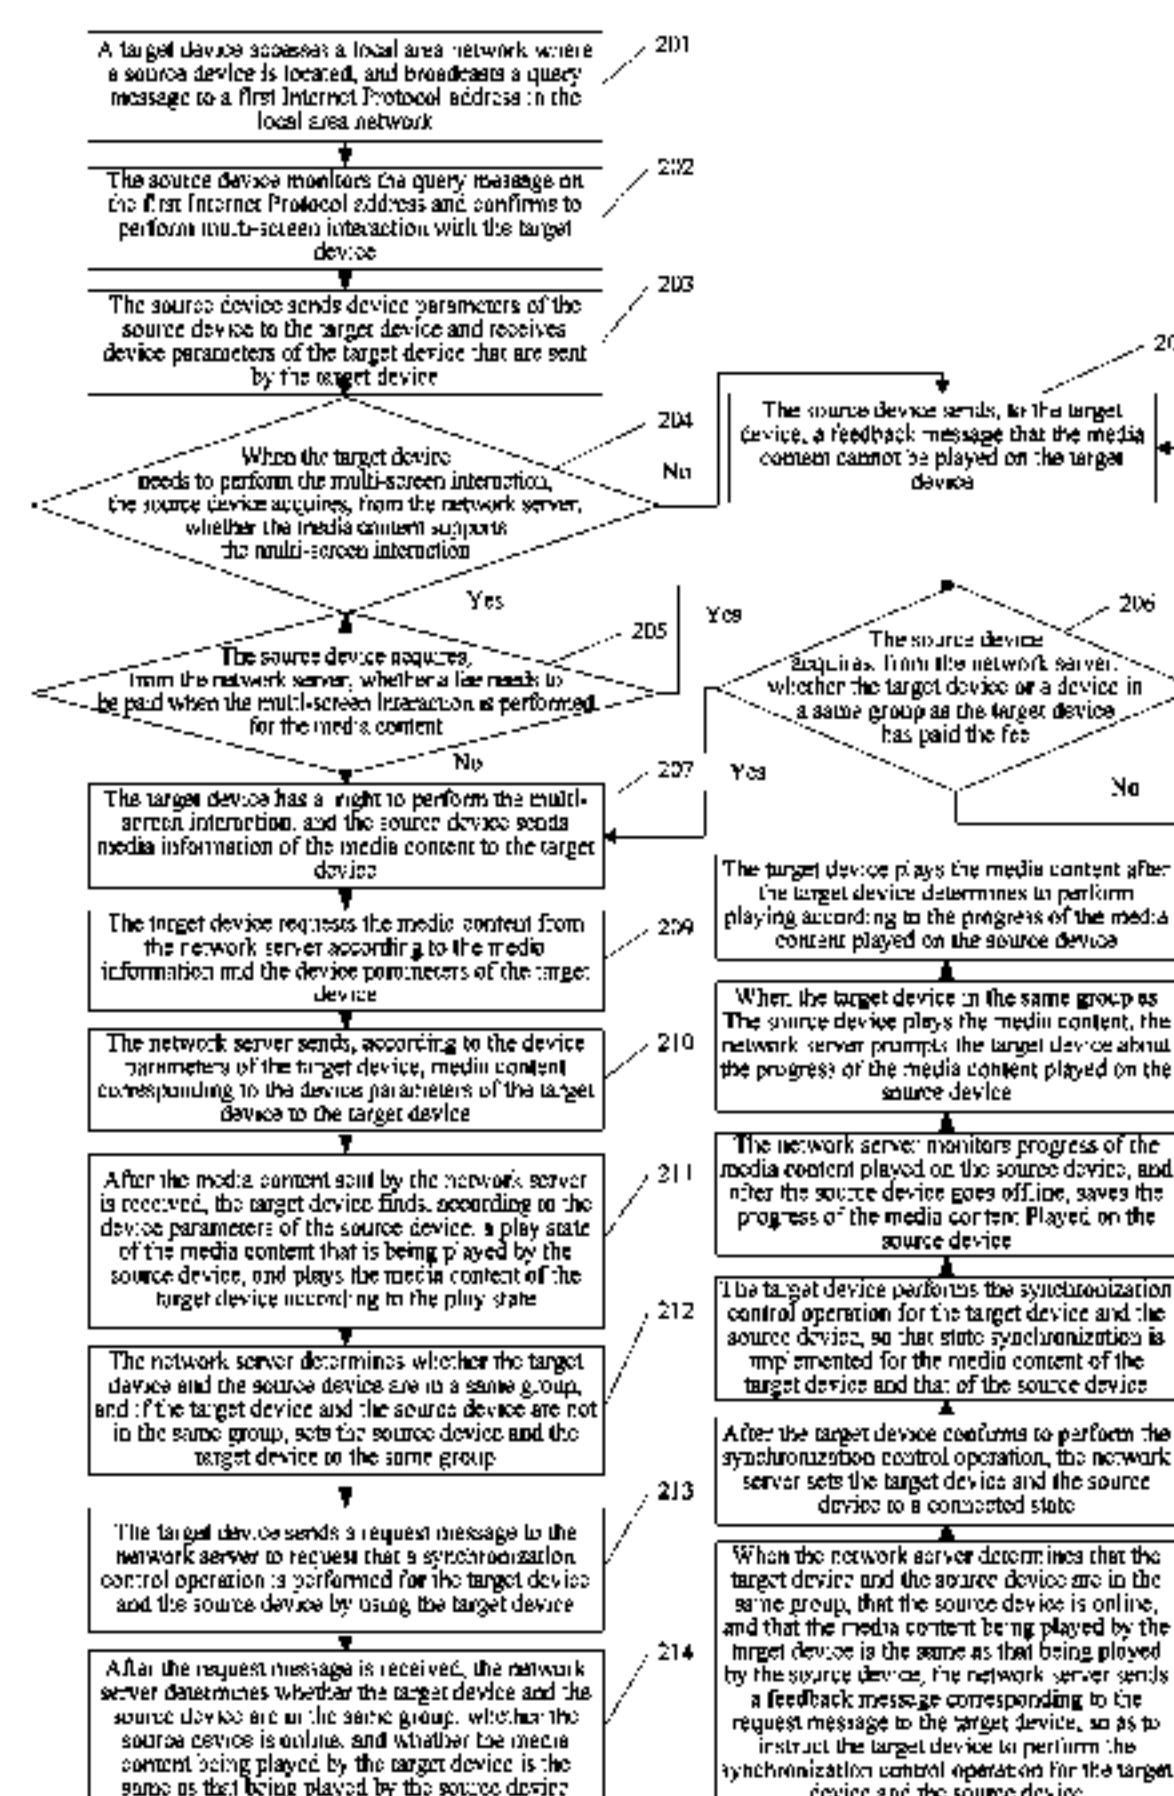 A target device accesses a local area network where
a source device is located, and broadcasts a query
message to a first Internet Protocol address in the
local area network
201
The source device monitors the query message on
the first Internet Protocol address and confirms to
perform multi-screen interaction with the target
device
202
The source device sends device parameters of the
source device to the target device and receives
device parameters of the target device that are sent
by the target device
203
When the target device
needs to perform the multi-screen interaction,
the source device acquires, from the network server,
whether the media content supports
the multi-screen interaction
204
No
Yes
The source device sends, to the target
device, a feedback message that the media
content cannot be played on the target
device
20
The source device acquires,
from the network server, whether a fee needs to
be paid when the multi-screen interaction is performed
for the media content
205
Yes
No
The source device
acquires, from the network server,
whether the target device or a device in
a same group as the target device
has paid the fee
206
Yes
No
The target device has a right to perform the multi-
screen interaction, and the source device sends
media information of the media content to the target
device
207
The target device requests the media content from
the network server according to the media
information and the device parameters of the target
device
209
The network server sends, according to the device
parameters of the target device, media content
corresponding to the device parameters of the target
device to the target device
210
After the media content sent by the network server
is received, the target device finds, according to the
device parameters of the source device, a play state
of the media content that is being played by the
source device, and plays the media content of the
target device according to the play state
211
The network server determines whether the target
device and the source device are in a same group,
and if the target device and the source device are not
in the same group, sets the source device and the
target device to the same group
212
The target device sends a request message to the
network server to request that a synchronization
control operation is performed for the target device
and the source device by using the target device
213
After the request message is received, the network
server determines whether the target device and the
source device are in the same group, whether the
source device is online, and whether the media
content being played by the target device is the
same as that being played by the source device
214
The target device plays the media content after
the target device determines to perform
playing according to the progress of the media
content played on the source device
When the target device in the same group as
The source device plays the media content, the
network server prompts the target device about
the progress of the media content played on the
source device
The network server monitors progress of the
media content played on the source device, and
after the source device goes offline, saves the
progress of the media content Played on the
source device
The target device performs the synchronization
control operation for the target device and the
source device, so that state synchronization is
implemented for the media content of the
target device and that of the source device
After the target device confirms to perform the
synchronization control operation, the network
server sets the target device and the source
device to a connected state
When the network server determines that the
target device and the source device are in the
same group, that the source device is online,
and that the media content being played by the
target device is the same as that being played
by the source device, the network server sends
a feedback message corresponding to the
request message to the target device, so as to
instruct the target device to perform the
synchronization control operation for the target
device and the source device